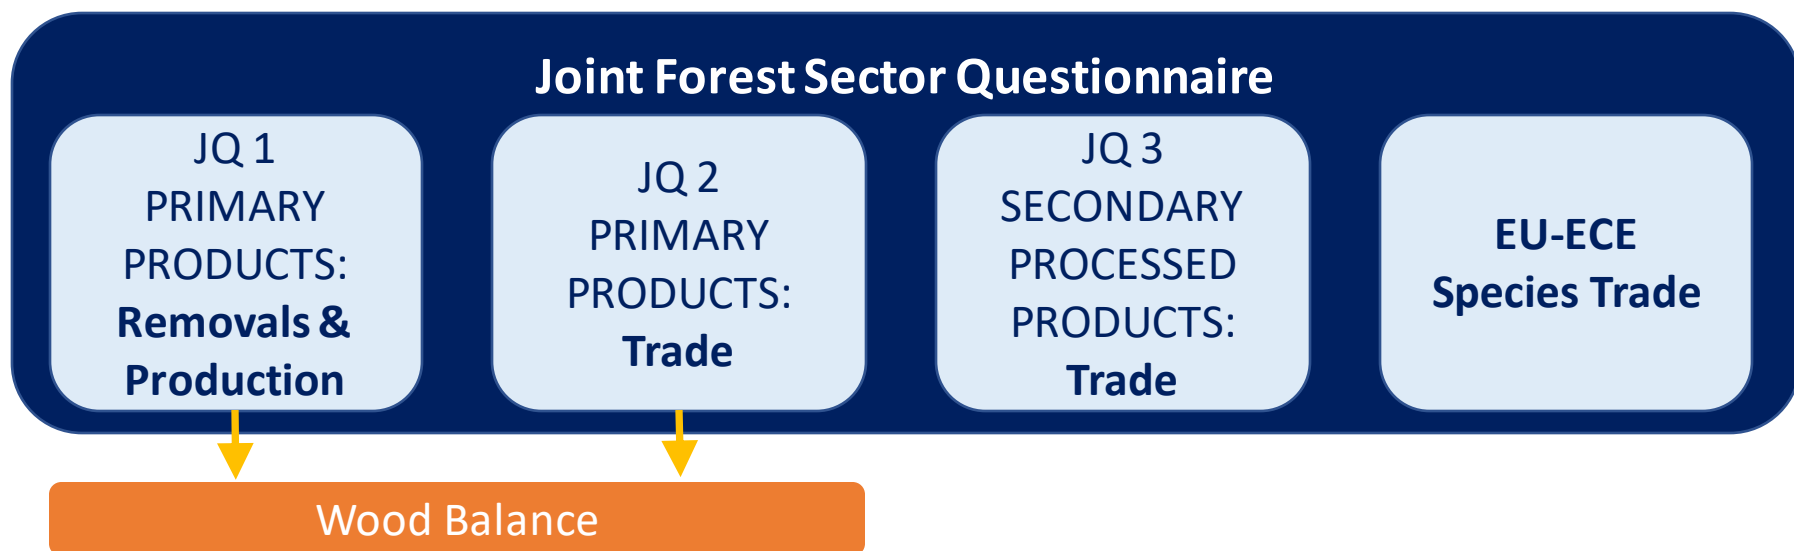 Joint Forest Sector Questionnaire
JQ 1
PRIMARY
PRODUCTS:
Removals &
Production
JQ 2
PRIMARY
PRODUCTS:
Trade
JQ 3
SECONDARY
PROCESSED
PRODUCTS:
Trade
EU-ECE
Species Trade
Wood Balance